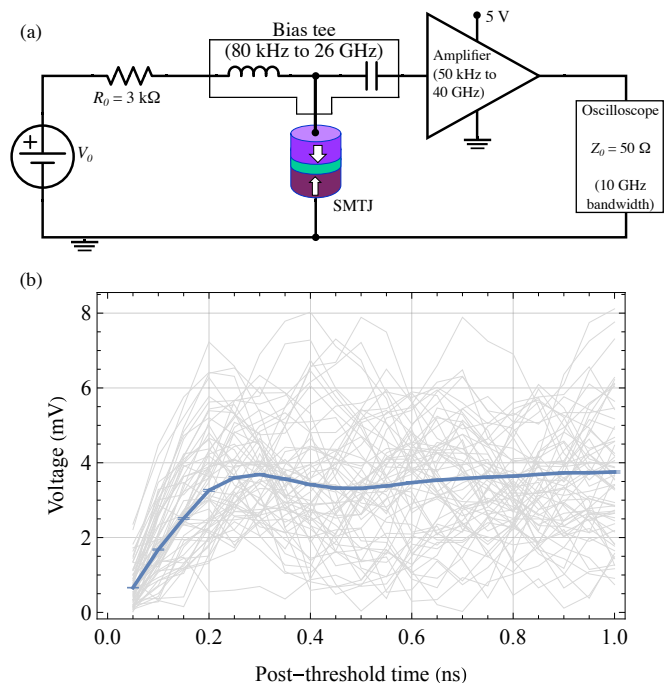 (a)
5 V
Bias tee
(80 kHz to 26 GHz)
Amplifier
(50 kHz to
40 GHz)
R₀ = 3 kΩ
Oscilloscope
Z₀ = 50 Ω
(10 GHz
bandwidth)
+
V₀
SMTJ
(b)
8
6
4
2
0
Voltage (mV)
0.0 0.2 0.4 0.6 0.8 1.0
Post−threshold time (ns)